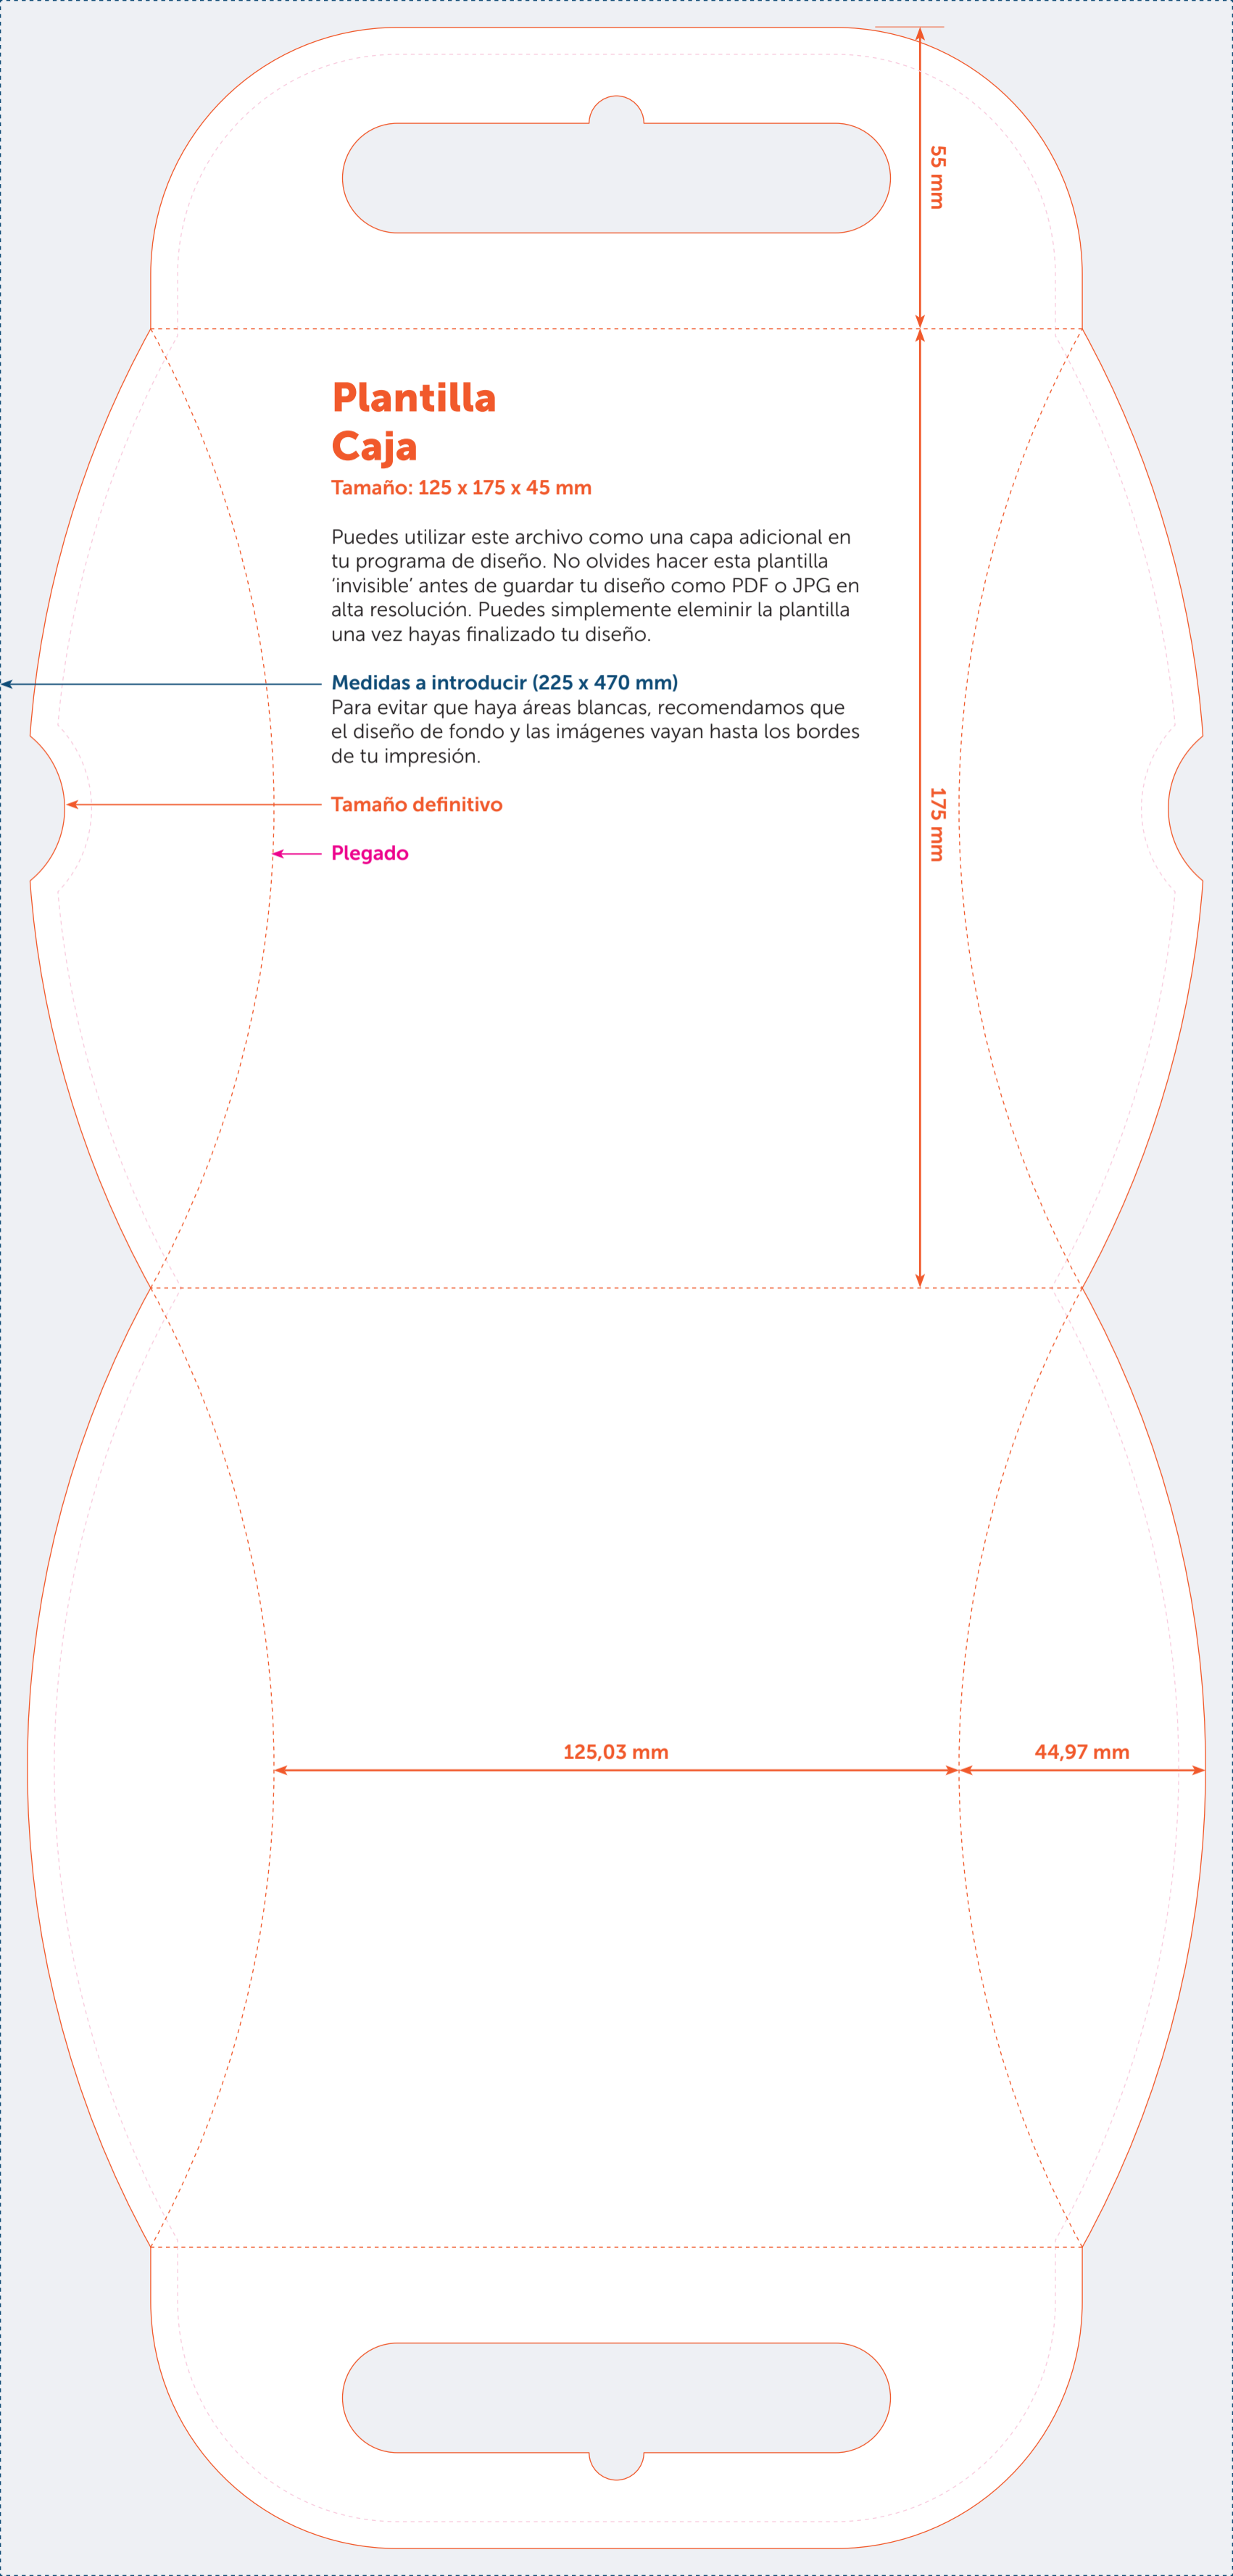 55 mm
Plantilla
Caja
Tamaño: 125 x 175 x 45 mm
Puedes utilizar este archivo como una capa adicional en
tu programa de diseño. No olvides hacer esta plantilla
‘invisible’ antes de guardar tu diseño como PDF o JPG en
alta resolución. Puedes simplemente eleminir la plantilla
una vez hayas finalizado tu diseño.
Medidas a introducir (225 x 470 mm)
Para evitar que haya áreas blancas, recomendamos que
el diseño de fondo y las imágenes vayan hasta los bordes
de tu impresión.
Tamaño definitivo
Plegado
175 mm
125,03 mm
44,97 mm